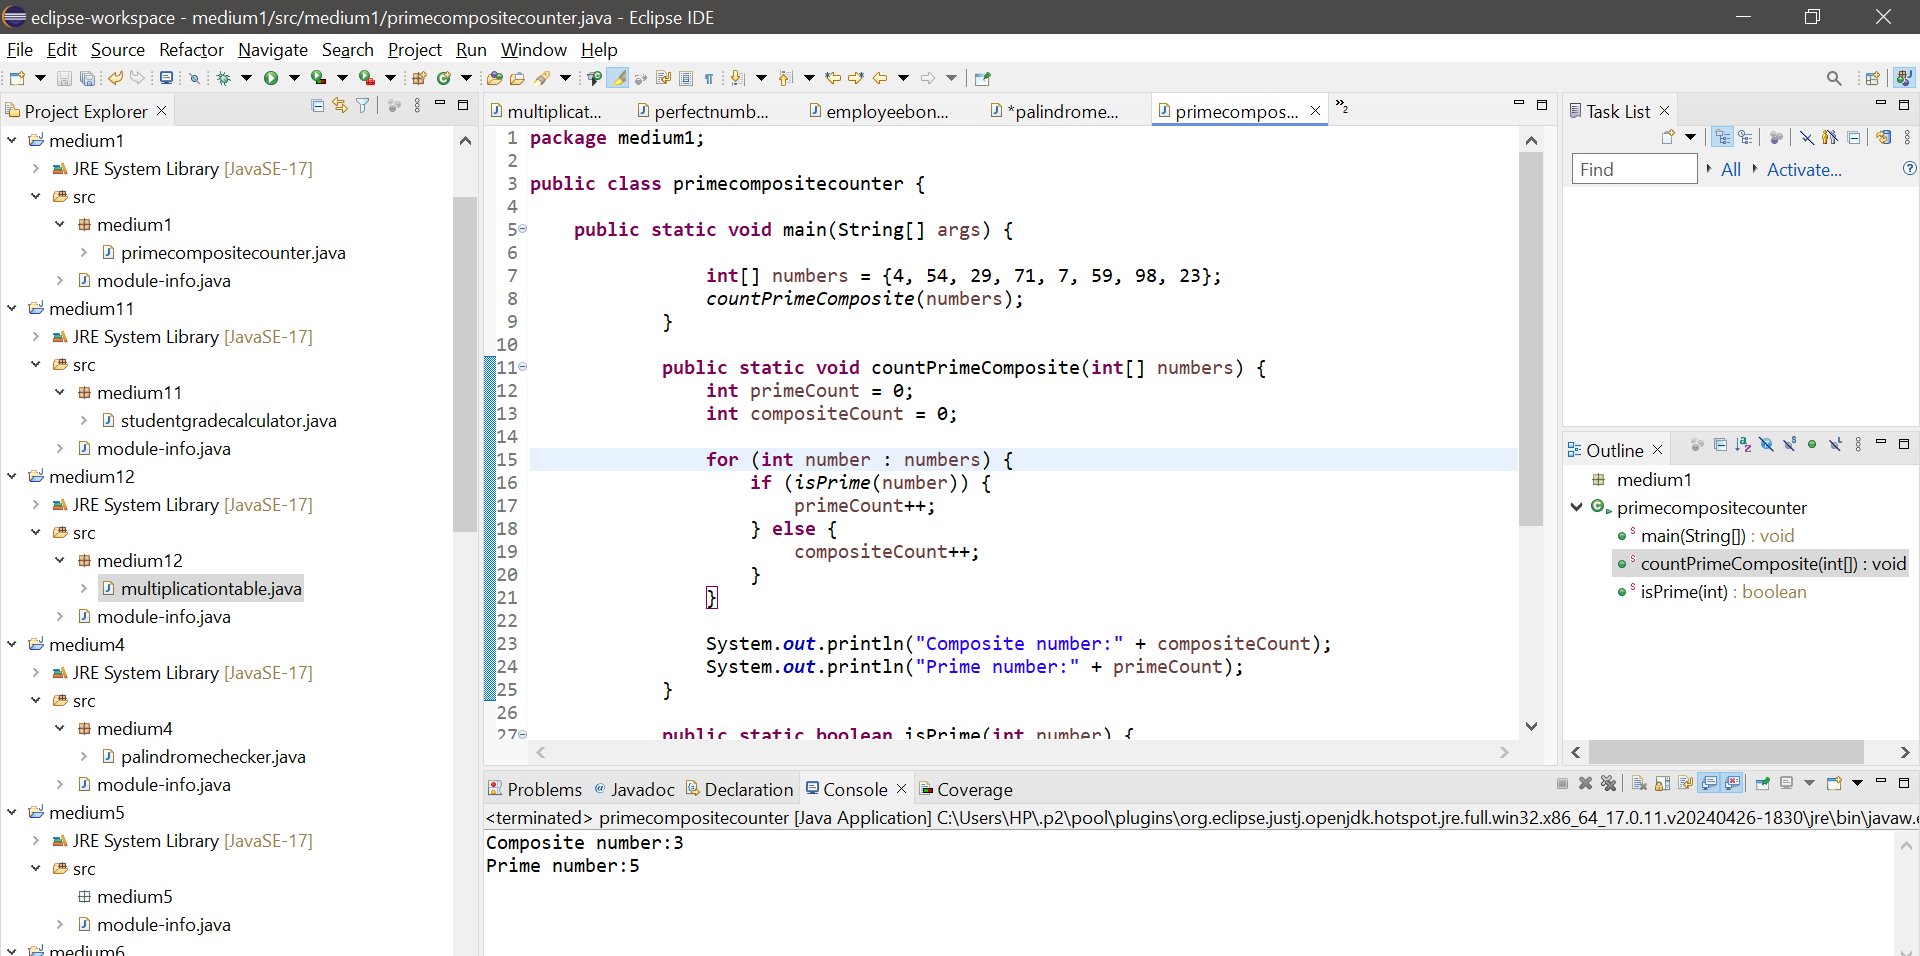 eclipse-workspace - medium1/src/medium1/primecompositecounter.java - Eclipse IDE
File Edit Source Refactor Navigate Search Project Run Window Help
Project Explorer
medium1
JRE System Library [JavaSE-17]
src
medium1
primecompositecounter.java
module-info.java
medium11
JRE System Library [JavaSE-17]
src
medium11
studentgradecalculator.java
module-info.java
medium12
JRE System Library [JavaSE-17]
src
medium12
multiplicationtable.java
module-info.java
medium4
JRE System Library [JavaSE-17]
src
medium4
palindromechecker.java
module-info.java
medium5
JRE System Library [JavaSE-17]
src
medium5
module-info.java
medium6
multiplicat... perfectnumb... employeebon... *palindrome... primecompos... »2
1 package medium1;
2
3 public class primecompositecounter {
4
5 public static void main(String[] args) {
6
7 int[] numbers = {4, 54, 29, 71, 7, 59, 98, 23};
8 countPrimeComposite(numbers);
9 }
10
11 public static void countPrimeComposite(int[] numbers) {
12 int primeCount = 0;
13 int compositeCount = 0;
14
15 for (int number : numbers) {
16 if (isPrime(number)) {
17 primeCount++;
18 } else {
19 compositeCount++;
20 }
21 }
22
23 System.out.println("Composite number:" + compositeCount);
24 System.out.println("Prime number:" + primeCount);
25 }
26
27 public static boolean isPrime(int number) {
Task List
Find All Activate...
Outline
medium1
primecompositecounter
main(String[]) : void
countPrimeComposite(int[]) : void
isPrime(int) : boolean
Problems Javadoc Declaration Console Coverage
<terminated> primecompositecounter [Java Application] C:\Users\HP\.p2\pool\plugins\org.eclipse.justj.openjdk.hotspot.jre.full.win32.x86_64_17.0.11.v20240426-1830\jre\bin\javaw.e
Composite number:3
Prime number:5